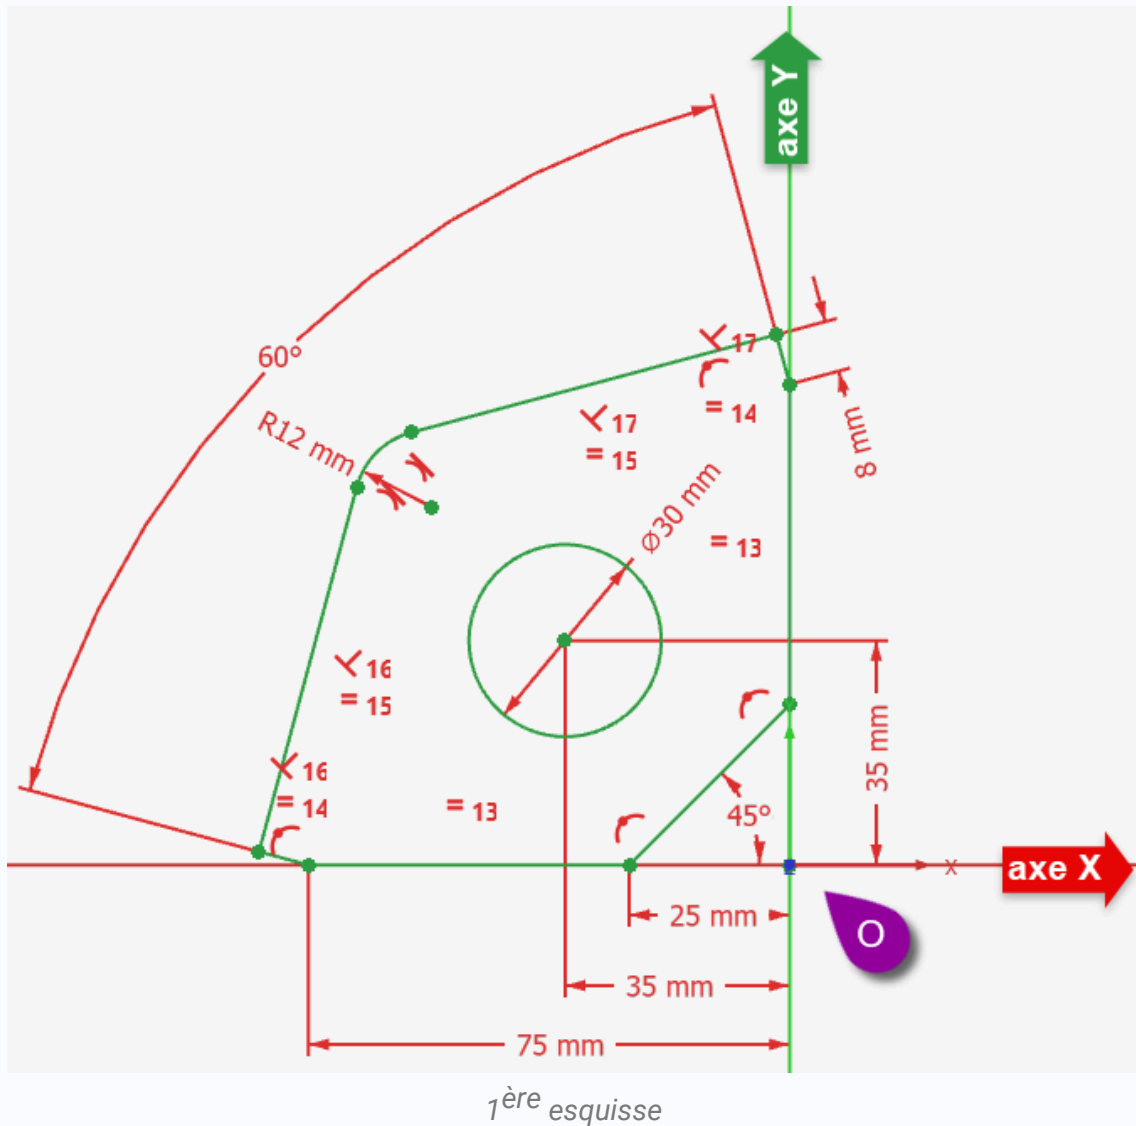 axe Y
60°
17
R12 mm
= 14
17
= 15
8 mm
⌀30 mm
= 13
16
= 15
35 mm
16
= 14
= 13
45°
x
axe X
25 mm
O
35 mm
75 mm
1ère esquisse